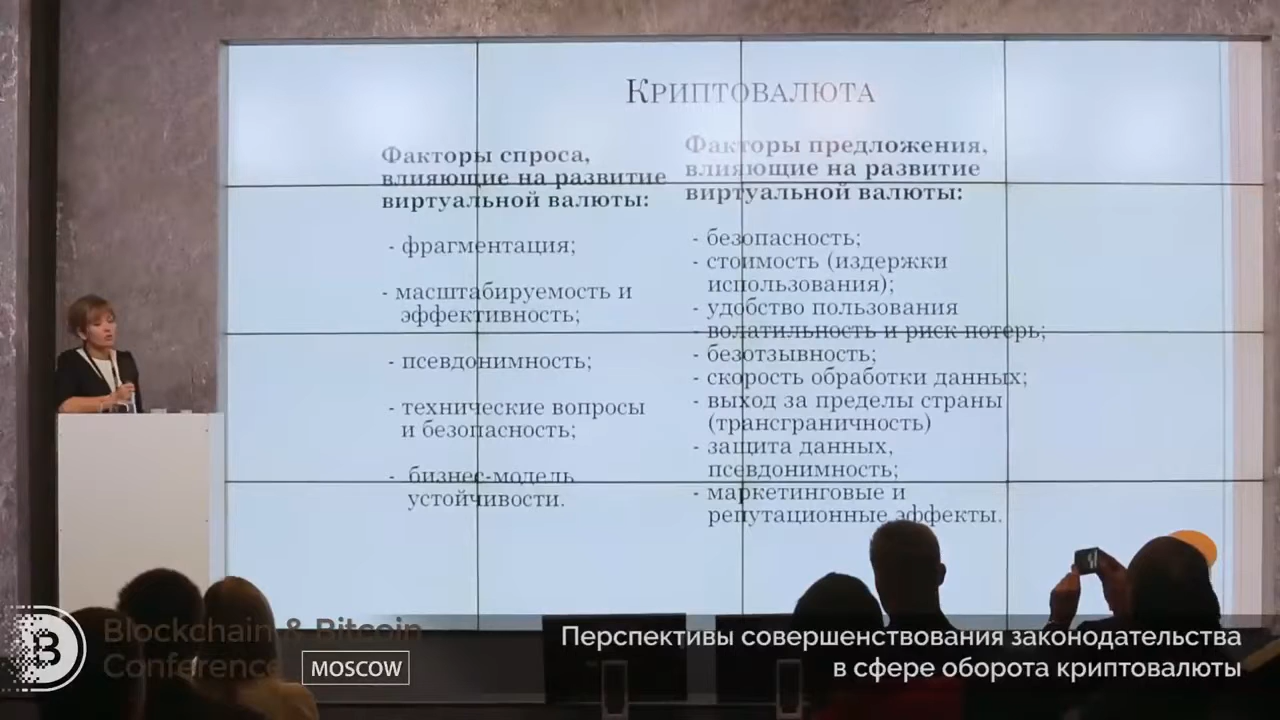 Криптовалюта
Факторы спроса,
влияющие на развитие
виртуальной валюты:
- фрагментация;
- масштабируемость и
эффективность;
- псевдонимность;
- технические вопросы
и безопасность;
- бизнес-модель
устойчивости.
Факторы предложения,
влияющие на развитие
виртуальной валюты:
- безопасность;
- стоимость (издержки
использования);
- удобство пользования
- волатильность и риск потерь;
- безотзывность;
- скорость обработки данных;
- выход за пределы страны
(трансграничность)
- защита данных,
псевдонимность;
- маркетинговые и
репутационные эффекты.
Blockchain & Bitcoin
Conference MOSCOW
Перспективы совершенствования законодательства
в сфере оборота криптовалюты